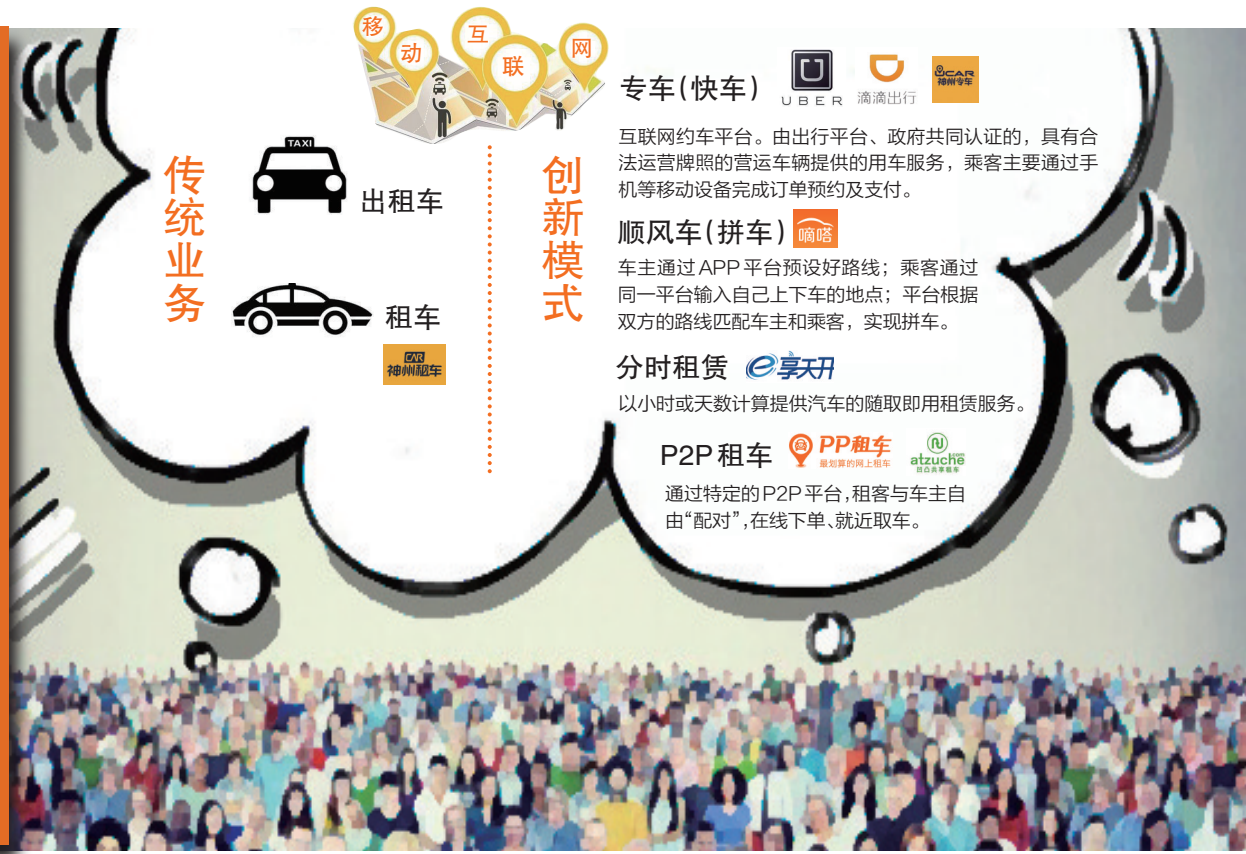 移动互联网
传统业务
TAXI
出租车
租车
CAR
神州租车
创新模式
专车(快车)
UBER
滴滴出行
UCAR
神州专车
互联网约车平台。由出行平台、政府共同认证的，具有合
法运营牌照的营运车辆提供的用车服务，乘客主要通过手
机等移动设备完成订单预约及支付。
顺风车(拼车)
嘀嗒
车主通过APP平台预设好路线；乘客通过
同一平台输入自己上下车的地点；平台根据
双方的路线匹配车主和乘客，实现拼车。
分时租赁
e享天开
以小时或天数计算提供汽车的随取即用租赁服务。
P2P租车
PP租车
最划算的网上租车
atzuche.com
凹凸共享租车
通过特定的P2P平台,租客与车主自
由“配对”,在线下单、就近取车。